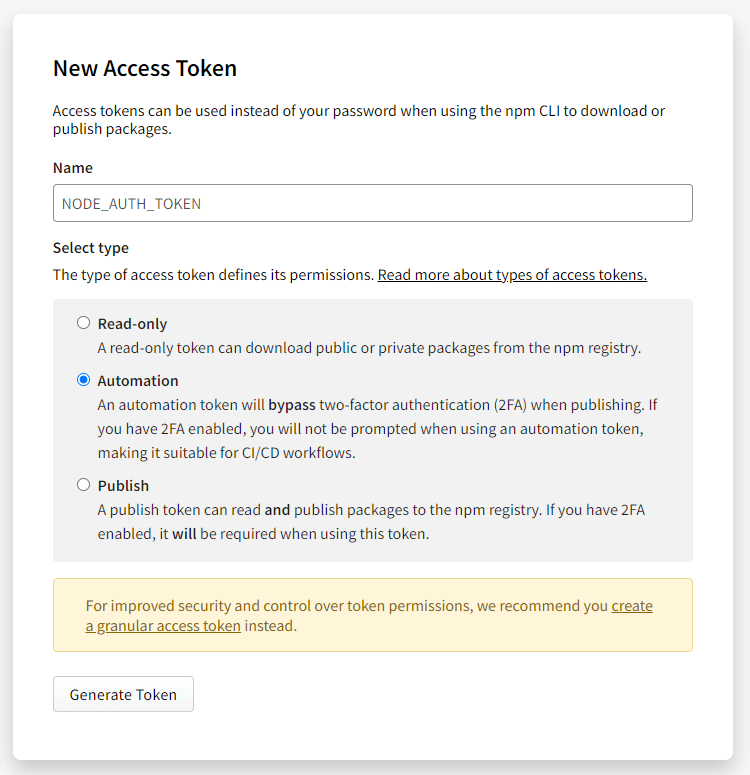 New Access Token
Access tokens can be used instead of your password when using the npm CLI to download or
publish packages.
Name
NODE_AUTH_TOKEN
Select type
The type of access token defines its permissions. Read more about types of access tokens.
Read-only
A read-only token can download public or private packages from the npm registry.
Automation
An automation token will bypass two-factor authentication (2FA) when publishing. If
you have 2FA enabled, you will not be prompted when using an automation token,
making it suitable for CI/CD workflows.
Publish
A publish token can read and publish packages to the npm registry. If you have 2FA
enabled, it will be required when using this token.
For improved security and control over token permissions, we recommend you create
a granular access token instead.
Generate Token